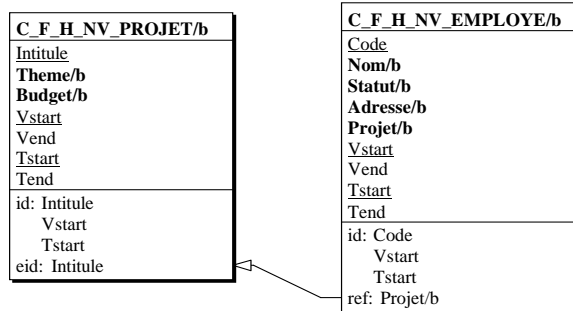 C_F_H_NV_PROJET/b
Intitule
Theme/b
Budget/b
Vstart
Vend
Tstart
Tend
id: Intitule
Vstart
Tstart
eid: Intitule
C_F_H_NV_EMPLOYE/b
Code
Nom/b
Statut/b
Adresse/b
Projet/b
Vstart
Vend
Tstart
Tend
id: Code
Vstart
Tstart
ref: Projet/b